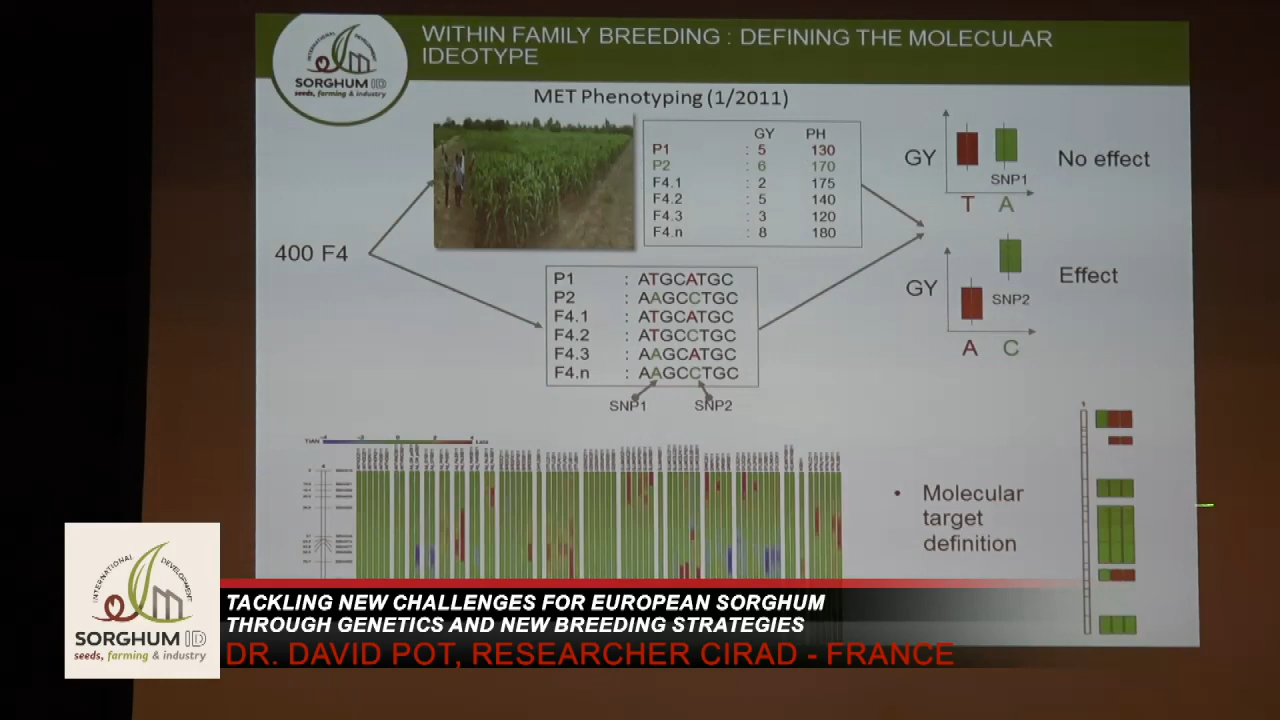 INTERNATIONAL DEVELOPMENT
SORGHUM ID
seeds, farming & industry
WITHIN FAMILY BREEDING : DEFINING THE MOLECULAR
IDEOTYPE
MET Phenotyping (1/2011)
GY PH
P1 : 5 130
P2 : 6 170
F4.1 : 2 175
F4.2 : 5 140
F4.3 : 3 120
F4.n : 8 180
GY
SNP1
T A
No effect
400 F4
P1 : ATGCATGC
P2 : AAGCCTGC
F4.1 : ATGCATGC
F4.2 : ATGCCTGC
F4.3 : AAGCATGC
F4.n : AAGCCTGC
SNP1 SNP2
GY
SNP2
A C
Effect
• Molecular
target
definition
INTERNATIONAL DEVELOPMENT
SORGHUM ID
seeds, farming & industry
TACKLING NEW CHALLENGES FOR EUROPEAN SORGHUM
THROUGH GENETICS AND NEW BREEDING STRATEGIES
DR. DAVID POT, RESEARCHER CIRAD - FRANCE